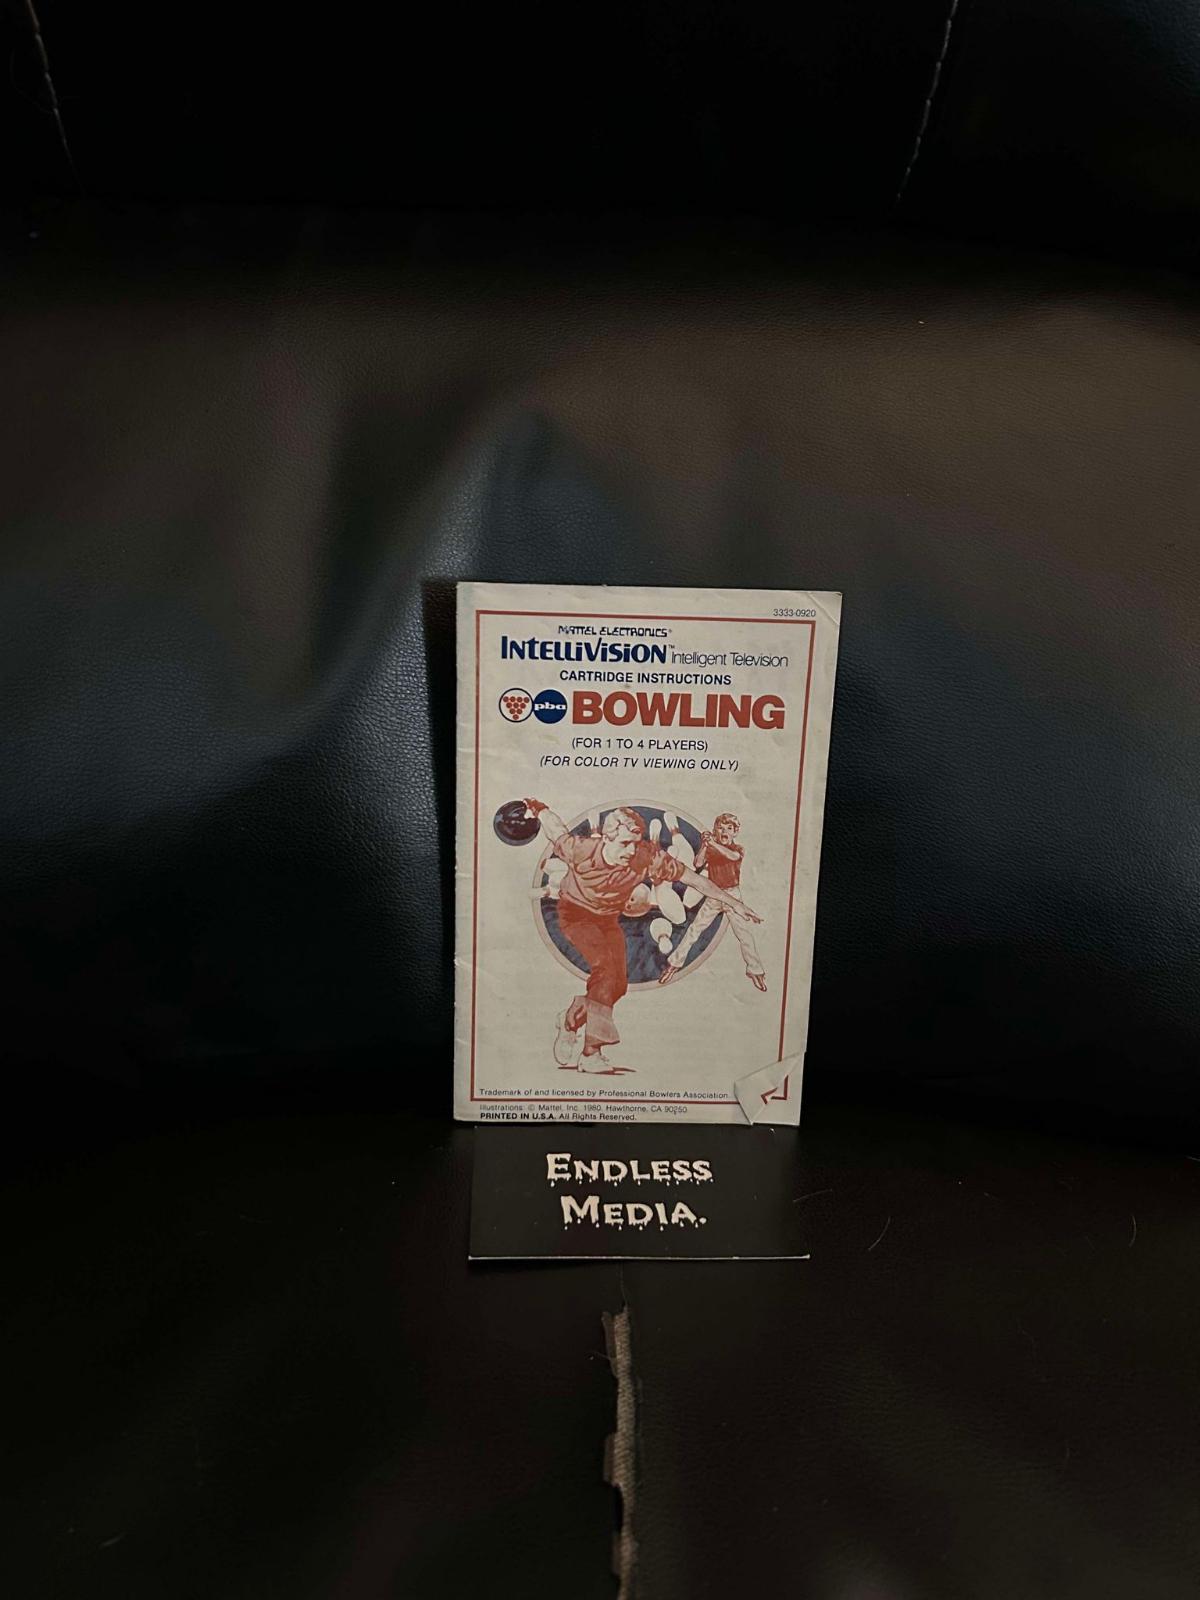 3333-0920
MATTEL ELECTRONICS®
INTELLIVISION™ Intelligent Television
CARTRIDGE INSTRUCTIONS
pba BOWLING
(FOR 1 TO 4 PLAYERS)
(FOR COLOR TV VIEWING ONLY)
Trademark of and licensed by Professional Bowlers Association.
Illustrations: © Mattel, Inc. 1980. Hawthorne, CA 90250.
PRINTED IN U.S.A. All Rights Reserved.
ENDLESS
MEDIA.